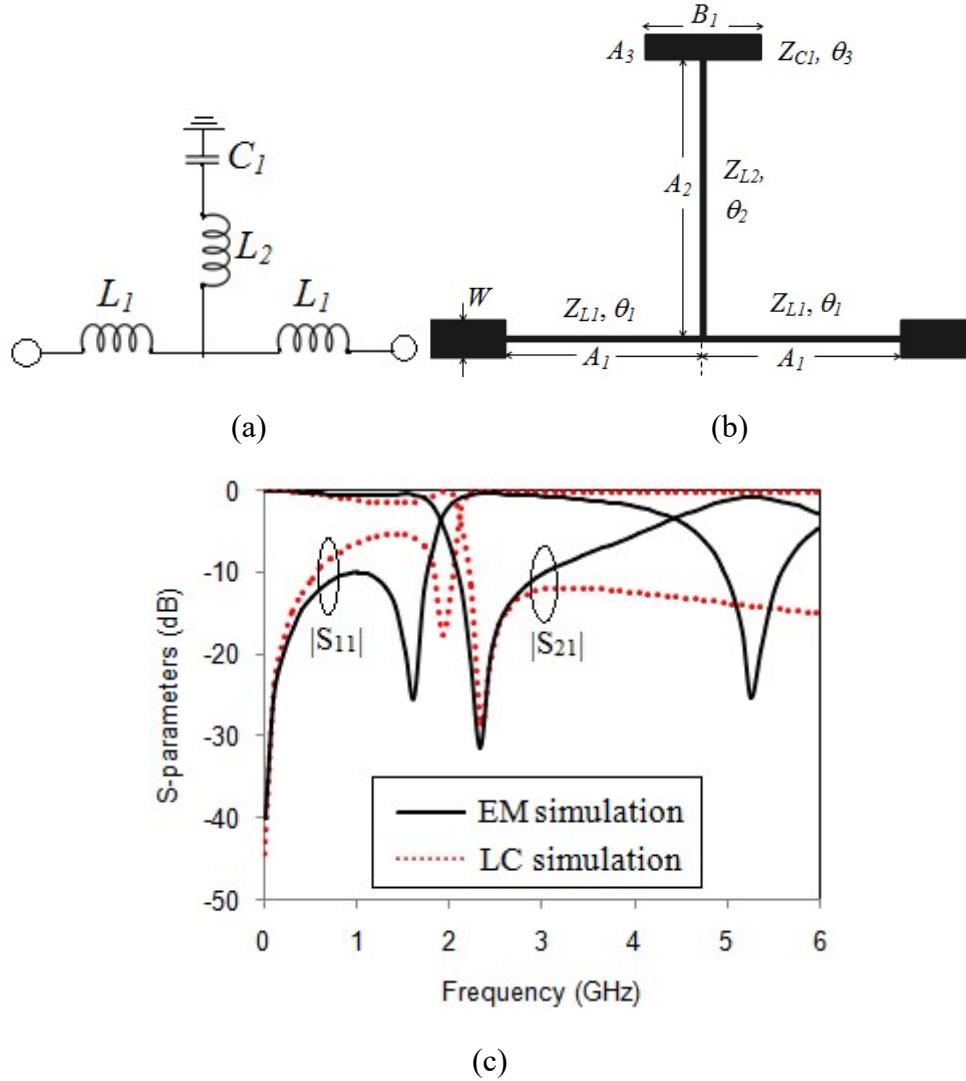 B1
A3
ZC1, θ3
C1
A2
ZL2,
θ2
L2
L1
L1
W
ZL1, θ1
ZL1, θ1
A1
A1
(a)
(b)
0
-10
-20
-30
-40
-50
S-parameters (dB)
|S11|
|S21|
EM simulation
LC simulation
0 1 2 3 4 5 6
Frequency (GHz)
(c)